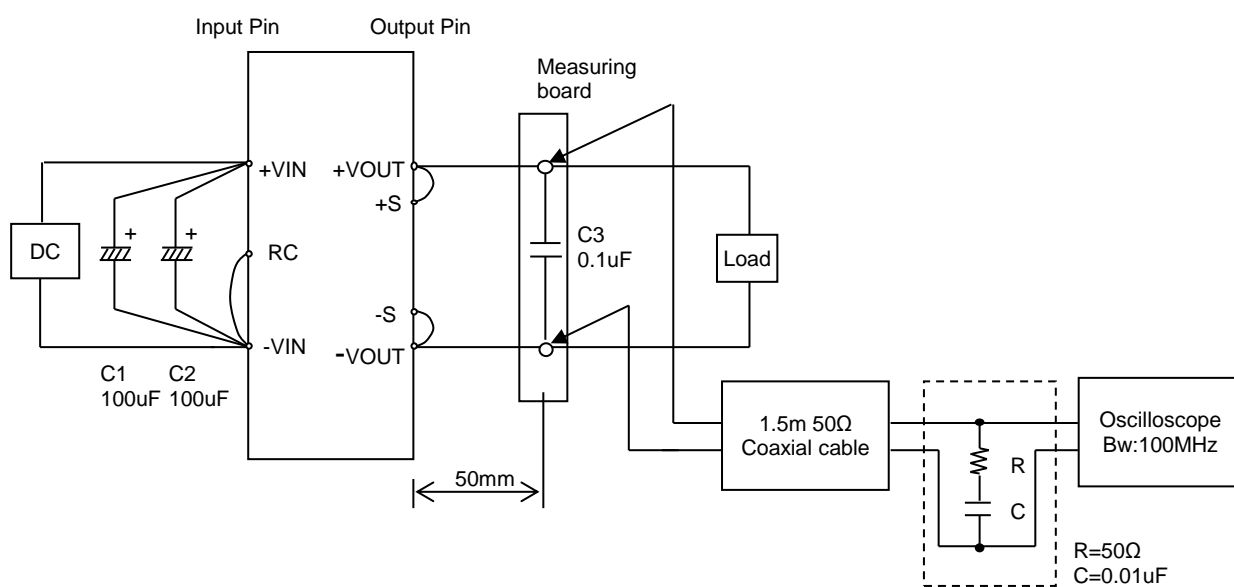 Input Pin
Output Pin
Measuring
board
+VIN
+VOUT
+
+
+S
DC
RC
C3
0.1uF
Load
-S
-VIN
-VOUT
C1
100uF
C2
100uF
50mm
1.5m 50Ω
Coaxial cable
R
C
Oscilloscope
Bw:100MHz
R=50Ω
C=0.01uF